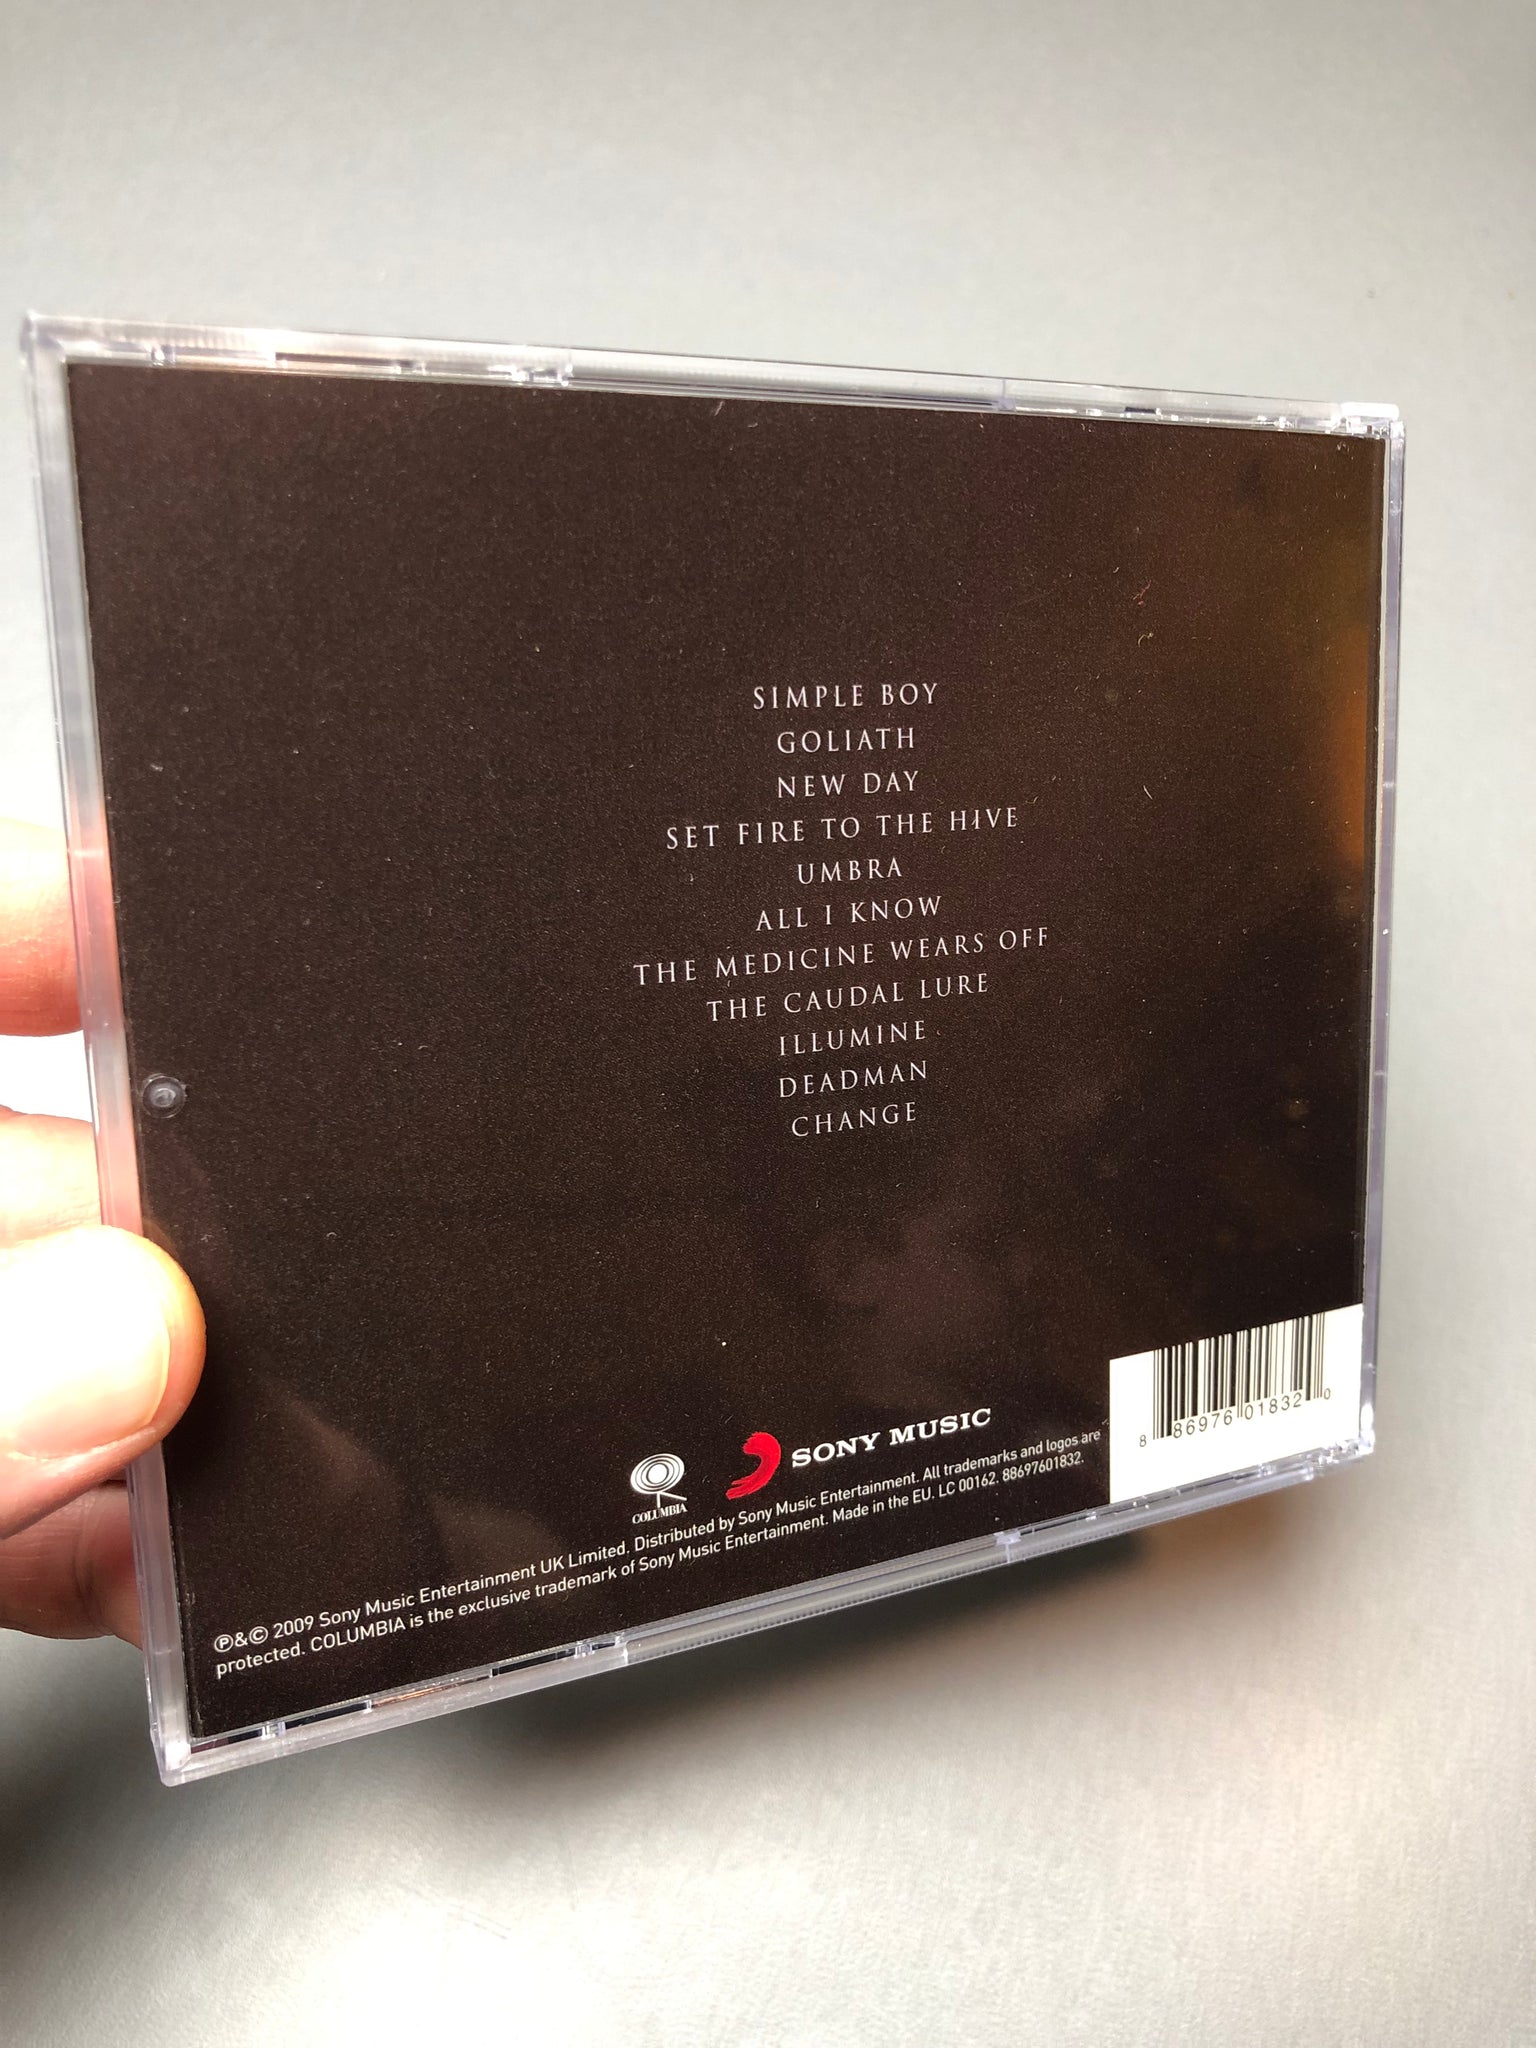 SIMPLE BOY
GOLIATH
NEW DAY
SET FIRE TO THE HIVE
UMBRA
ALL I KNOW
THE MEDICINE WEARS OFF
THE CAUDAL LURE
ILLUMINE
DEADMAN
CHANGE
COLUMBIA
SONY MUSIC
℗&© 2009 Sony Music Entertainment UK Limited. Distributed by Sony Music Entertainment. All trademarks and logos are
protected. COLUMBIA is the exclusive trademark of Sony Music Entertainment. Made in the EU. LC 00162. 88697601832.
8 86976 01832 0